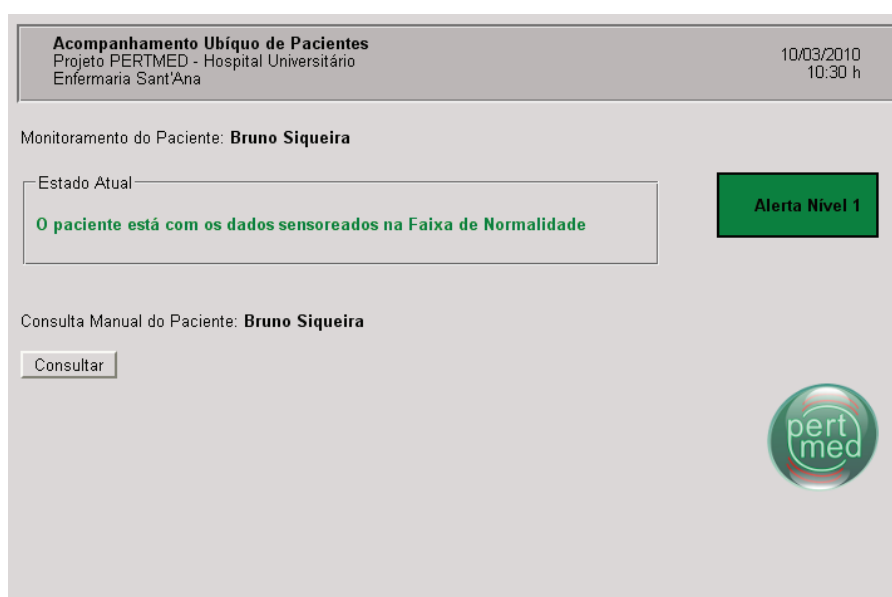 Acompanhamento Ubíquo de Pacientes
Projeto PERTMED - Hospital Universitário
Enfermaria Sant'Ana
10/03/2010
10:30 h
Monitoramento do Paciente: Bruno Siqueira
Estado Atual
O paciente está com os dados sensoreados na Faixa de Normalidade
Alerta Nível 1
Consulta Manual do Paciente: Bruno Siqueira
Consultar
pert
med